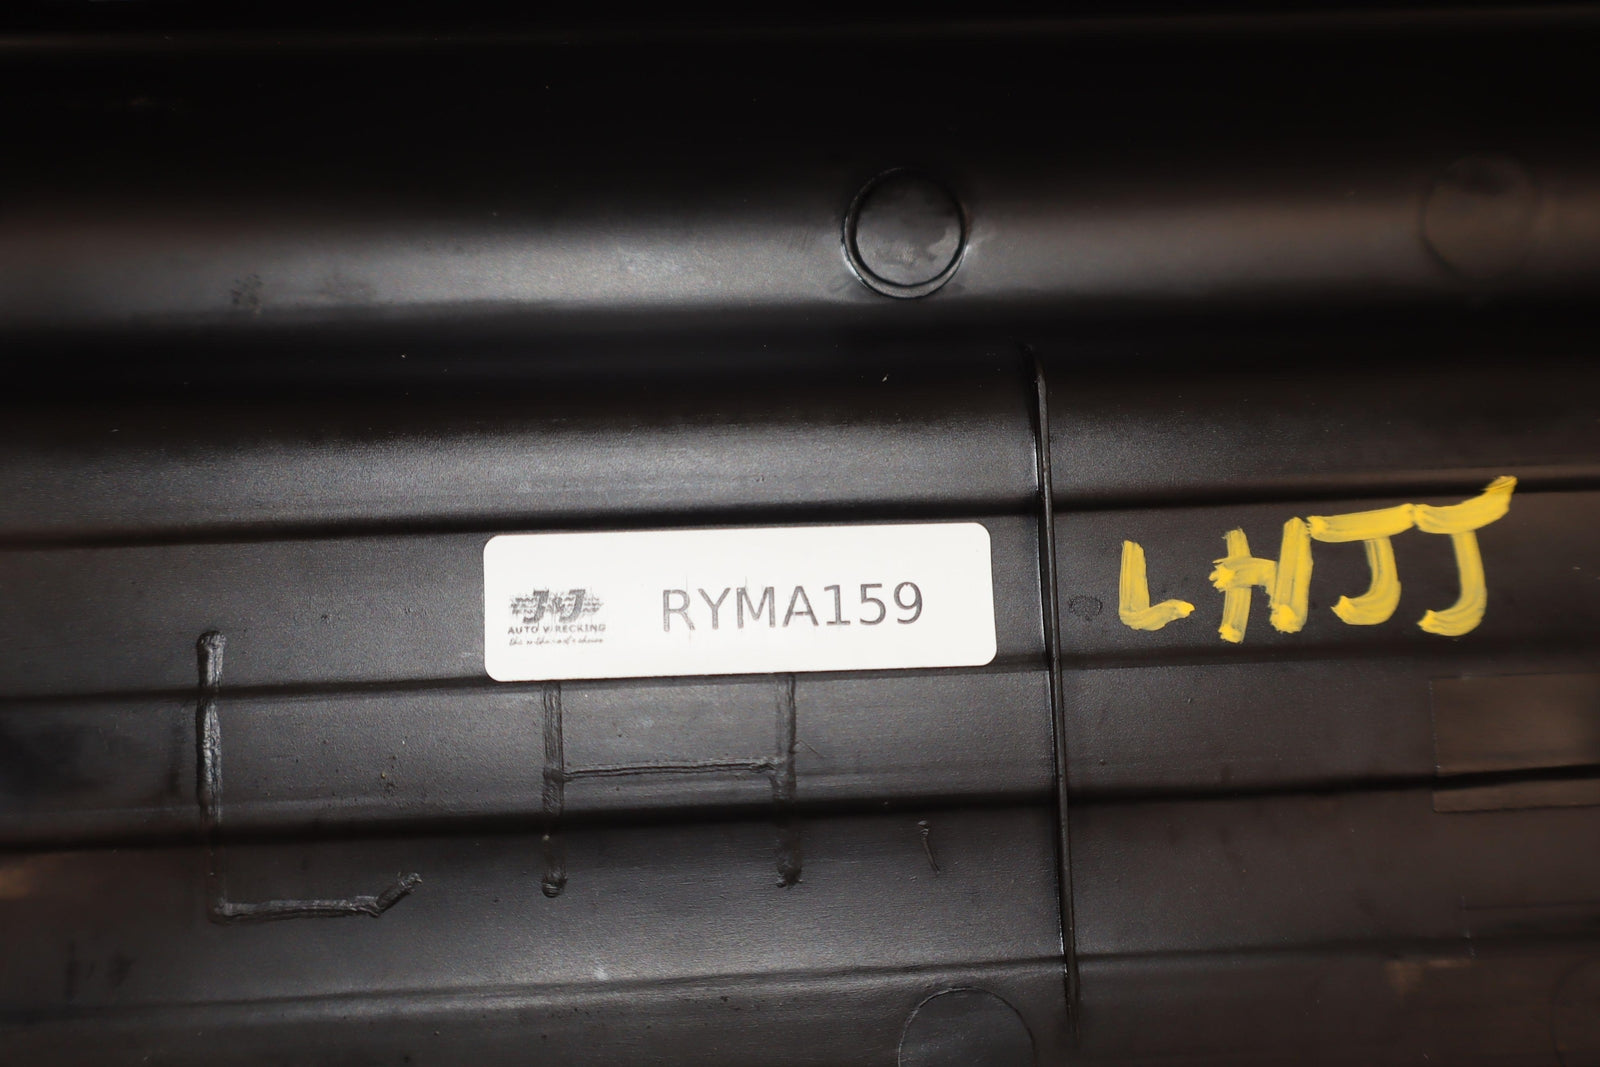 J&J
AUTO WRECKING
RYMA159
LHJJ
LH